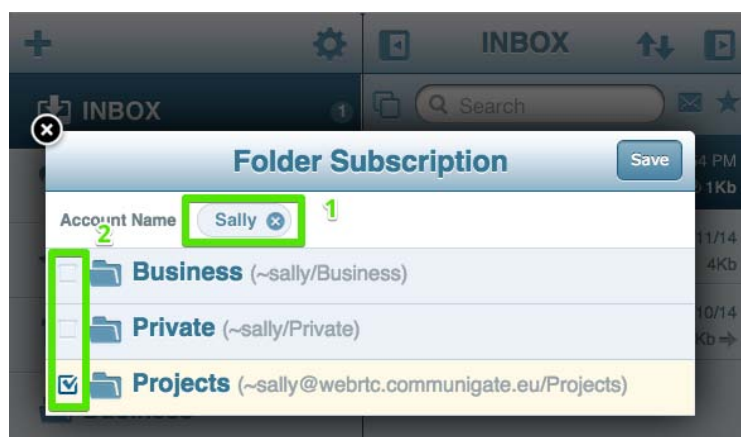 INBOX
INBOX 1
Search
Folder Subscription
Save
4 PM
1Kb
Account Name Sally 1
2
11/14
4Kb
Business (~sally/Business)
Private (~sally/Private)
10/14
Kb
Projects (~sally@webrtc.communigate.eu/Projects)